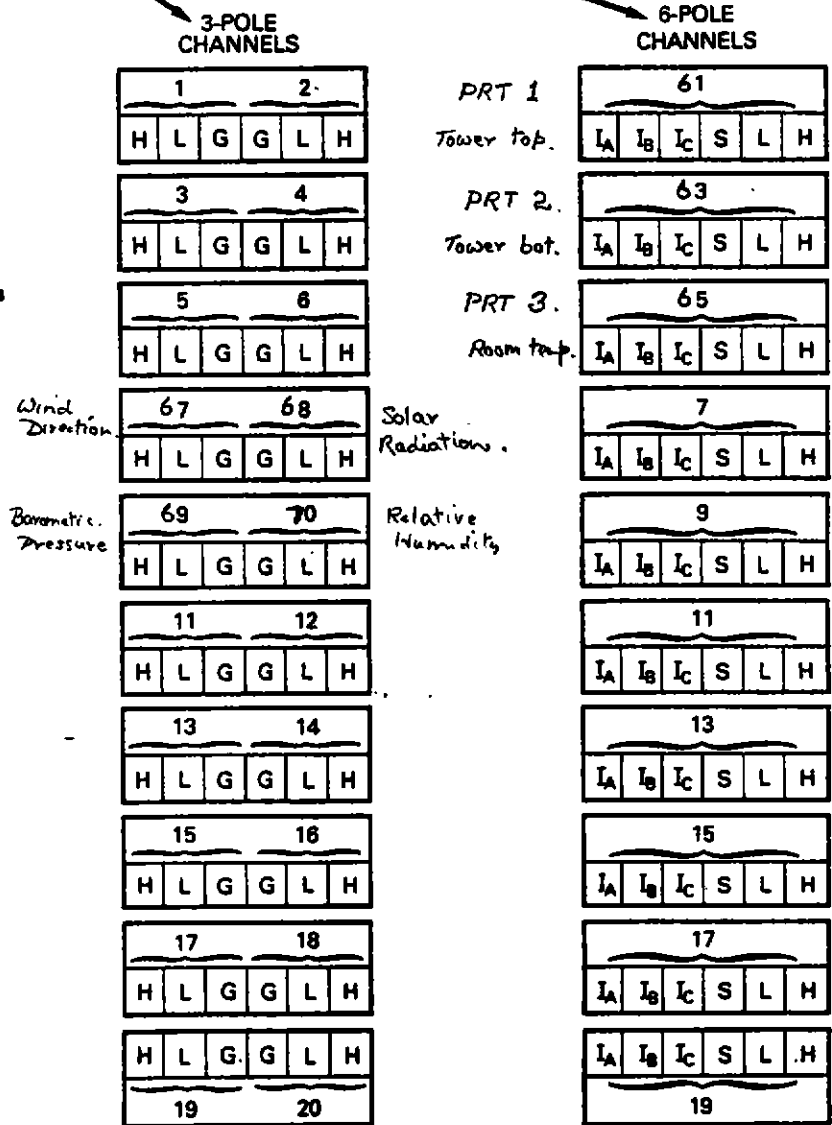 3-POLE
CHANNELS
1 2
H L G G L H
3 4
H L G G L H
5 6
H L G G L H
Wind
Direction.
67 68
H L G G L H
Solar
Radiation.
Barometric.
Pressure
69 70
H L G G L H
Relative
Humidity
11 12
H L G G L H
13 14
H L G G L H
15 16
H L G G L H
17 18
H L G G L H
H L G G L H
19 20
6-POLE
CHANNELS
PRT 1
Tower top.
61
IA IB IC S L H
PRT 2.
Tower bot.
63
IA IB IC S L H
PRT 3.
Room temp.
65
IA IB IC S L H
7
IA IB IC S L H
9
IA IB IC S L H
11
IA IB IC S L H
13
IA IB IC S L H
15
IA IB IC S L H
17
IA IB IC S L H
IA IB IC S L H
19